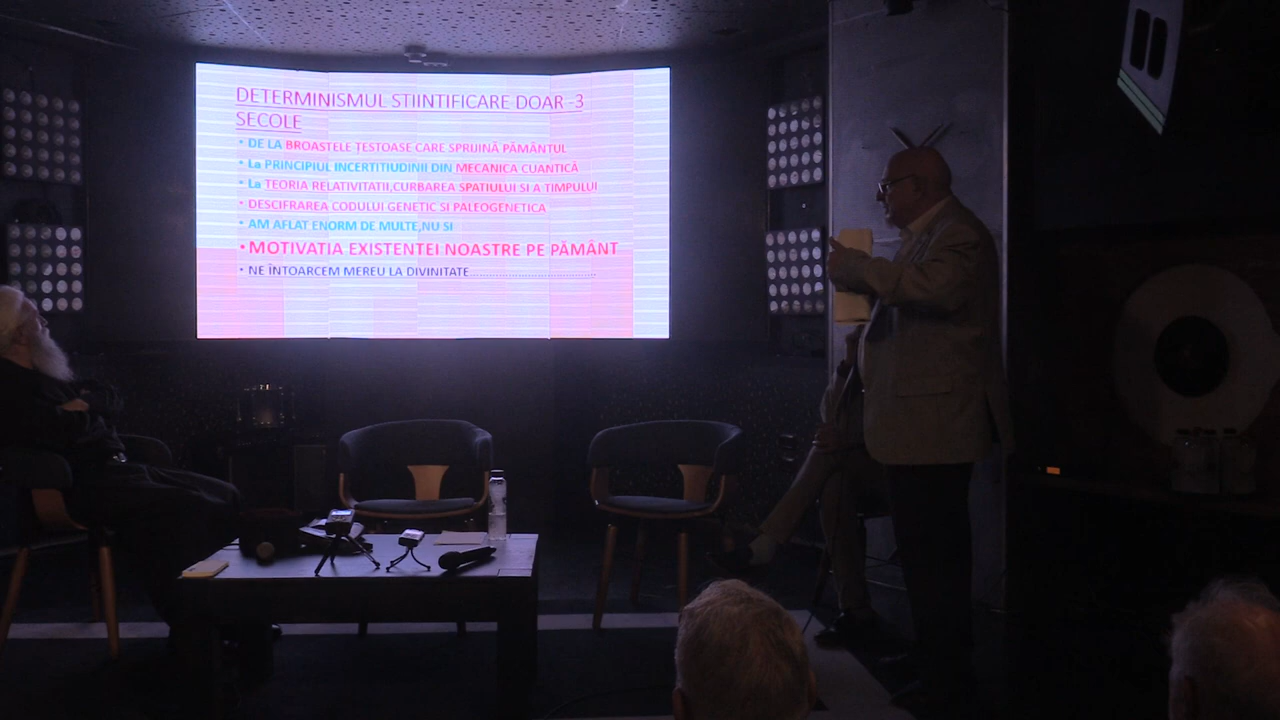 DETERMINISMUL STIINTIFICARE DOAR -3
SECOLE
• DE LA BROASTELE ȚESTOASE CARE SPRIJINĂ PĂMÂNTUL
• La PRINCIPIUL INCERTITUDINII DIN MECANICA CUANTICĂ
• La TEORIA RELATIVITATII,CURBAREA SPATIULUI SI A TIMPULUI
• DESCIFRAREA CODULUI GENETIC SI PALEOGENETICA
• AM AFLAT ENORM DE MULTE,NU SI
• MOTIVATIA EXISTENTEI NOASTRE PE PĂMÂNT
• NE ÎNTOARCEM MEREU LA DIVINITATE......................................